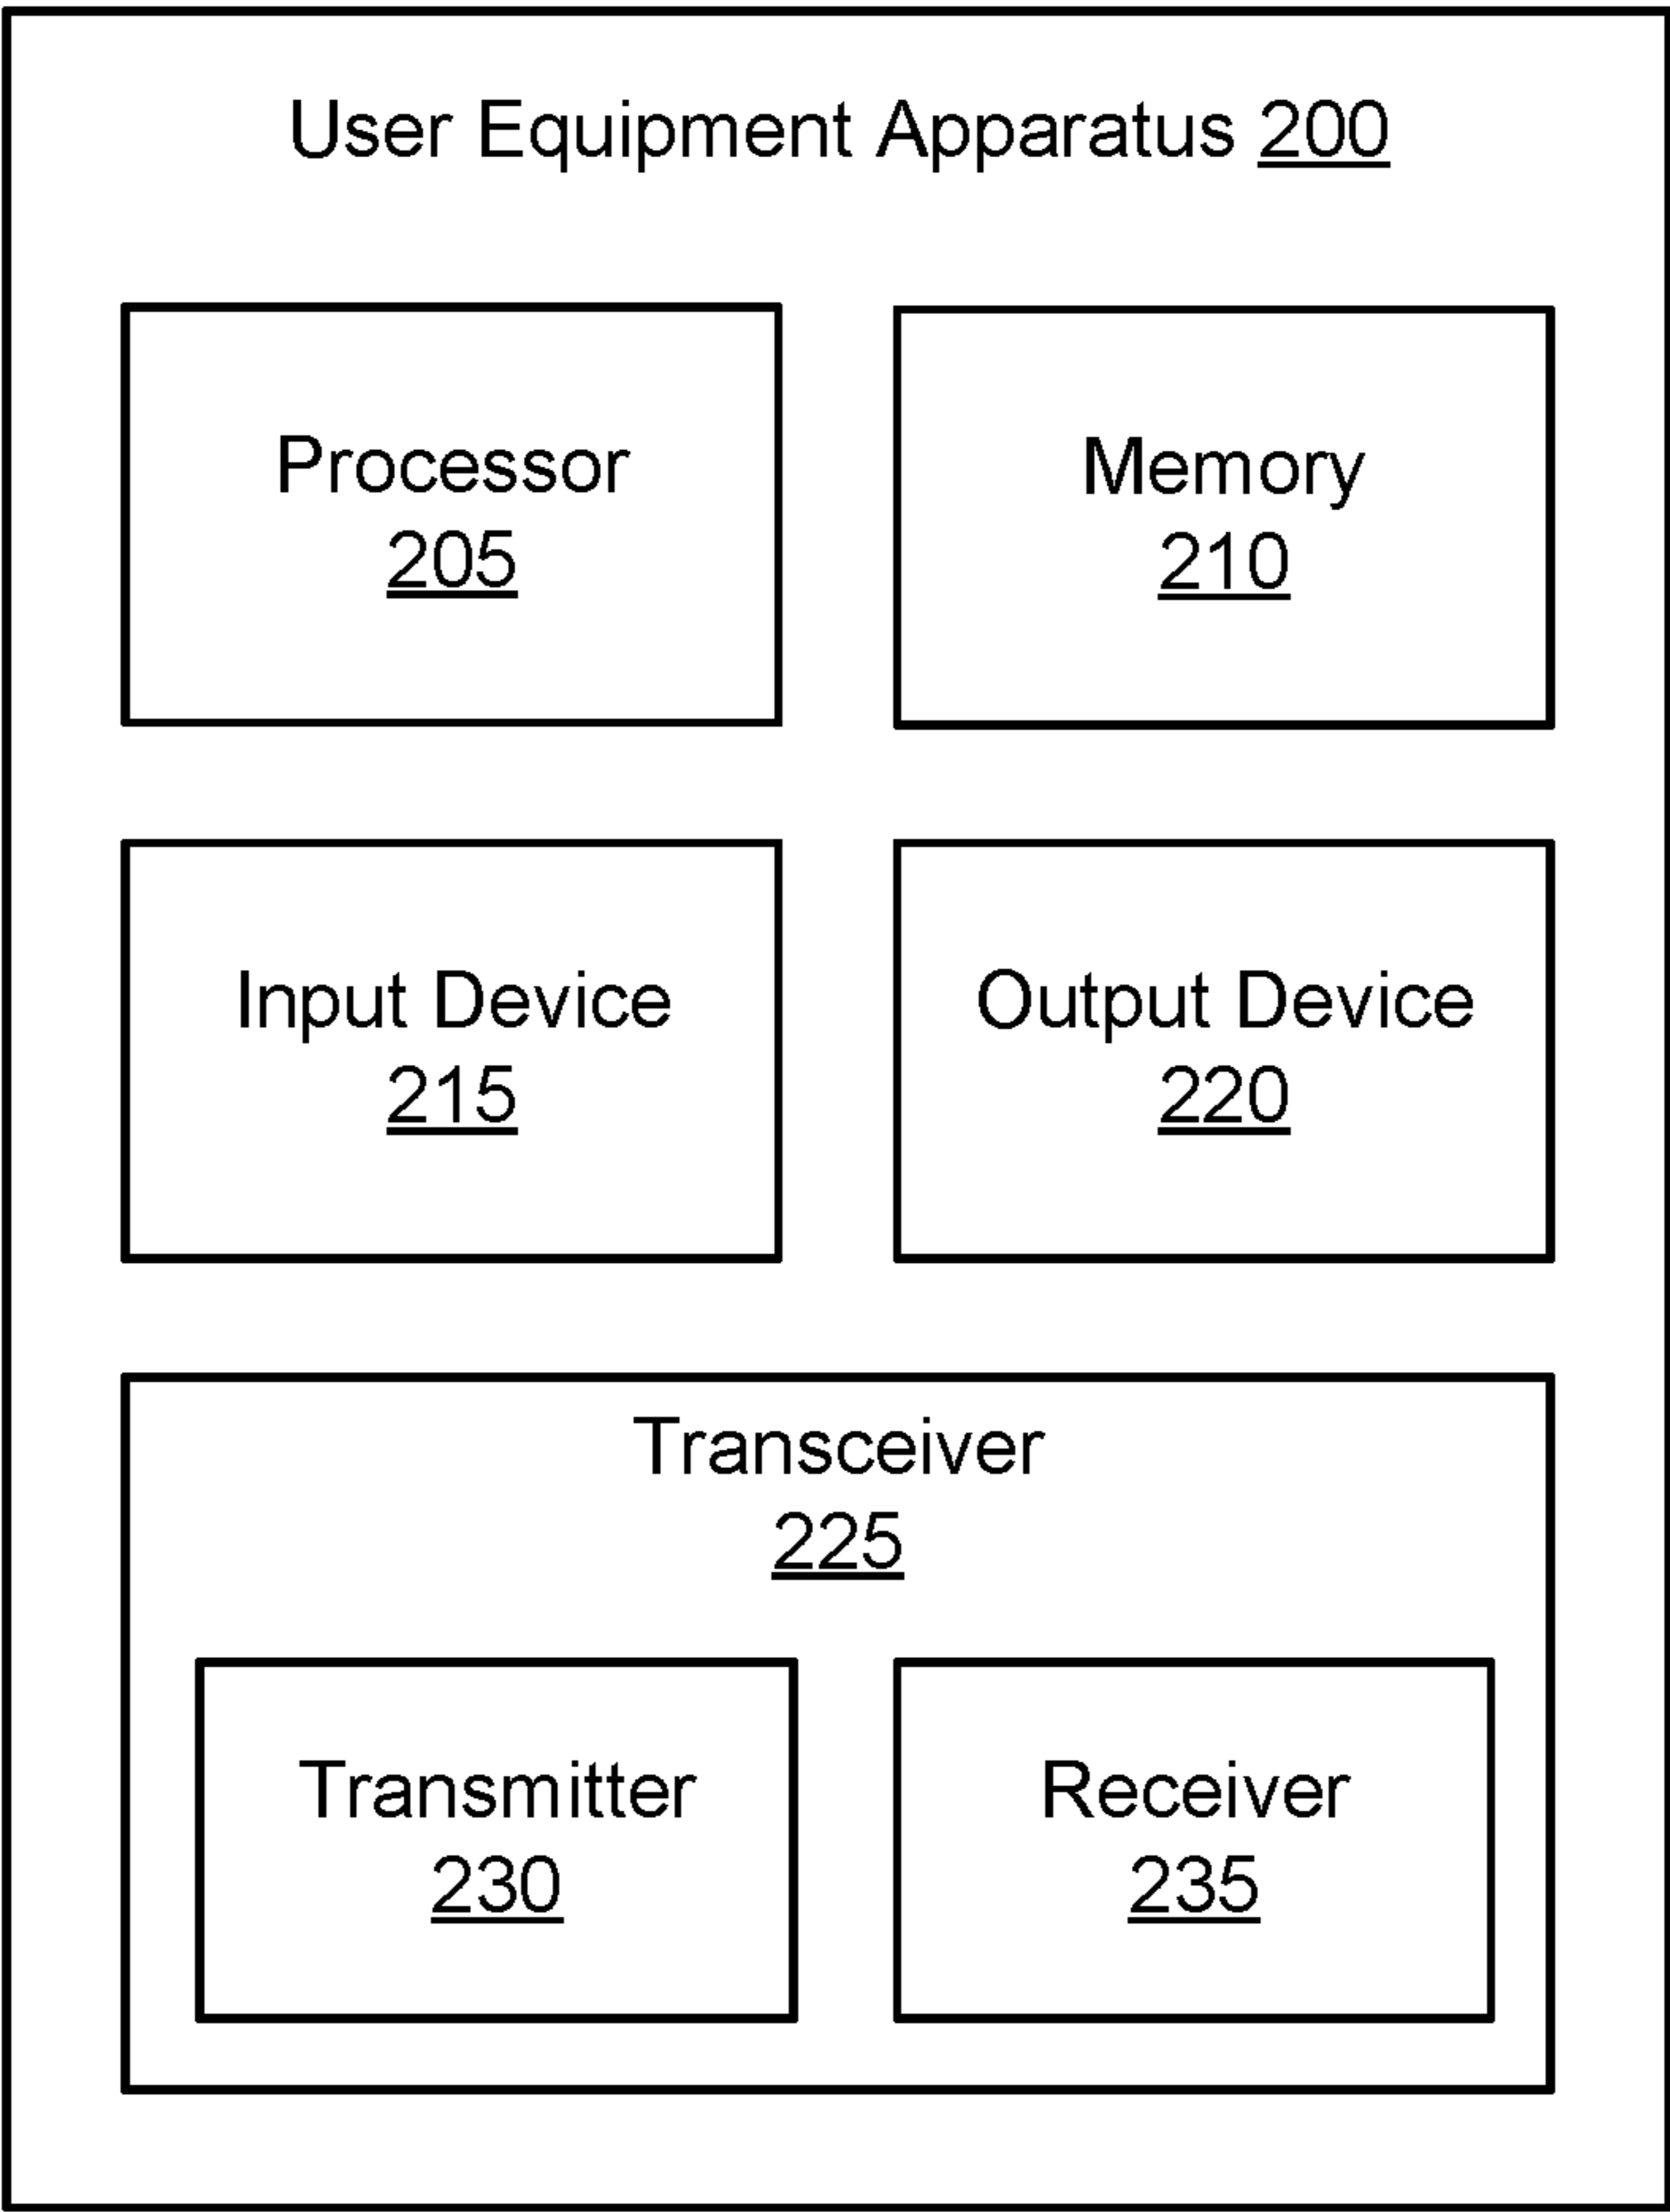 User Equipment Apparatus 200
Processor
205
Memory
210
Input Device
215
Output Device
220
Transceiver
225
Transmitter
230
Receiver
235